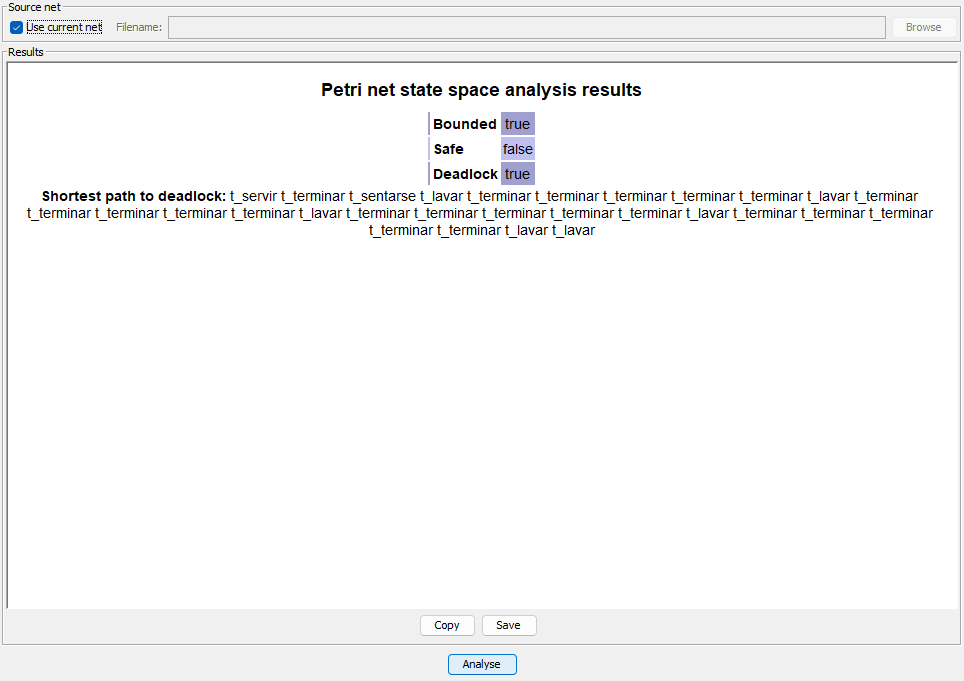 Source net
Use current net Filename: Browse
Results
Petri net state space analysis results
Bounded true
Safe false
Deadlock true
Shortest path to deadlock: t_servir t_terminar t_sentarse t_lavar t_terminar t_terminar t_terminar t_terminar t_terminar t_lavar t_terminar
t_terminar t_terminar t_terminar t_terminar t_lavar t_terminar t_terminar t_terminar t_terminar t_terminar t_lavar t_terminar t_terminar t_terminar
t_terminar t_terminar t_lavar t_lavar
Copy Save
Analyse